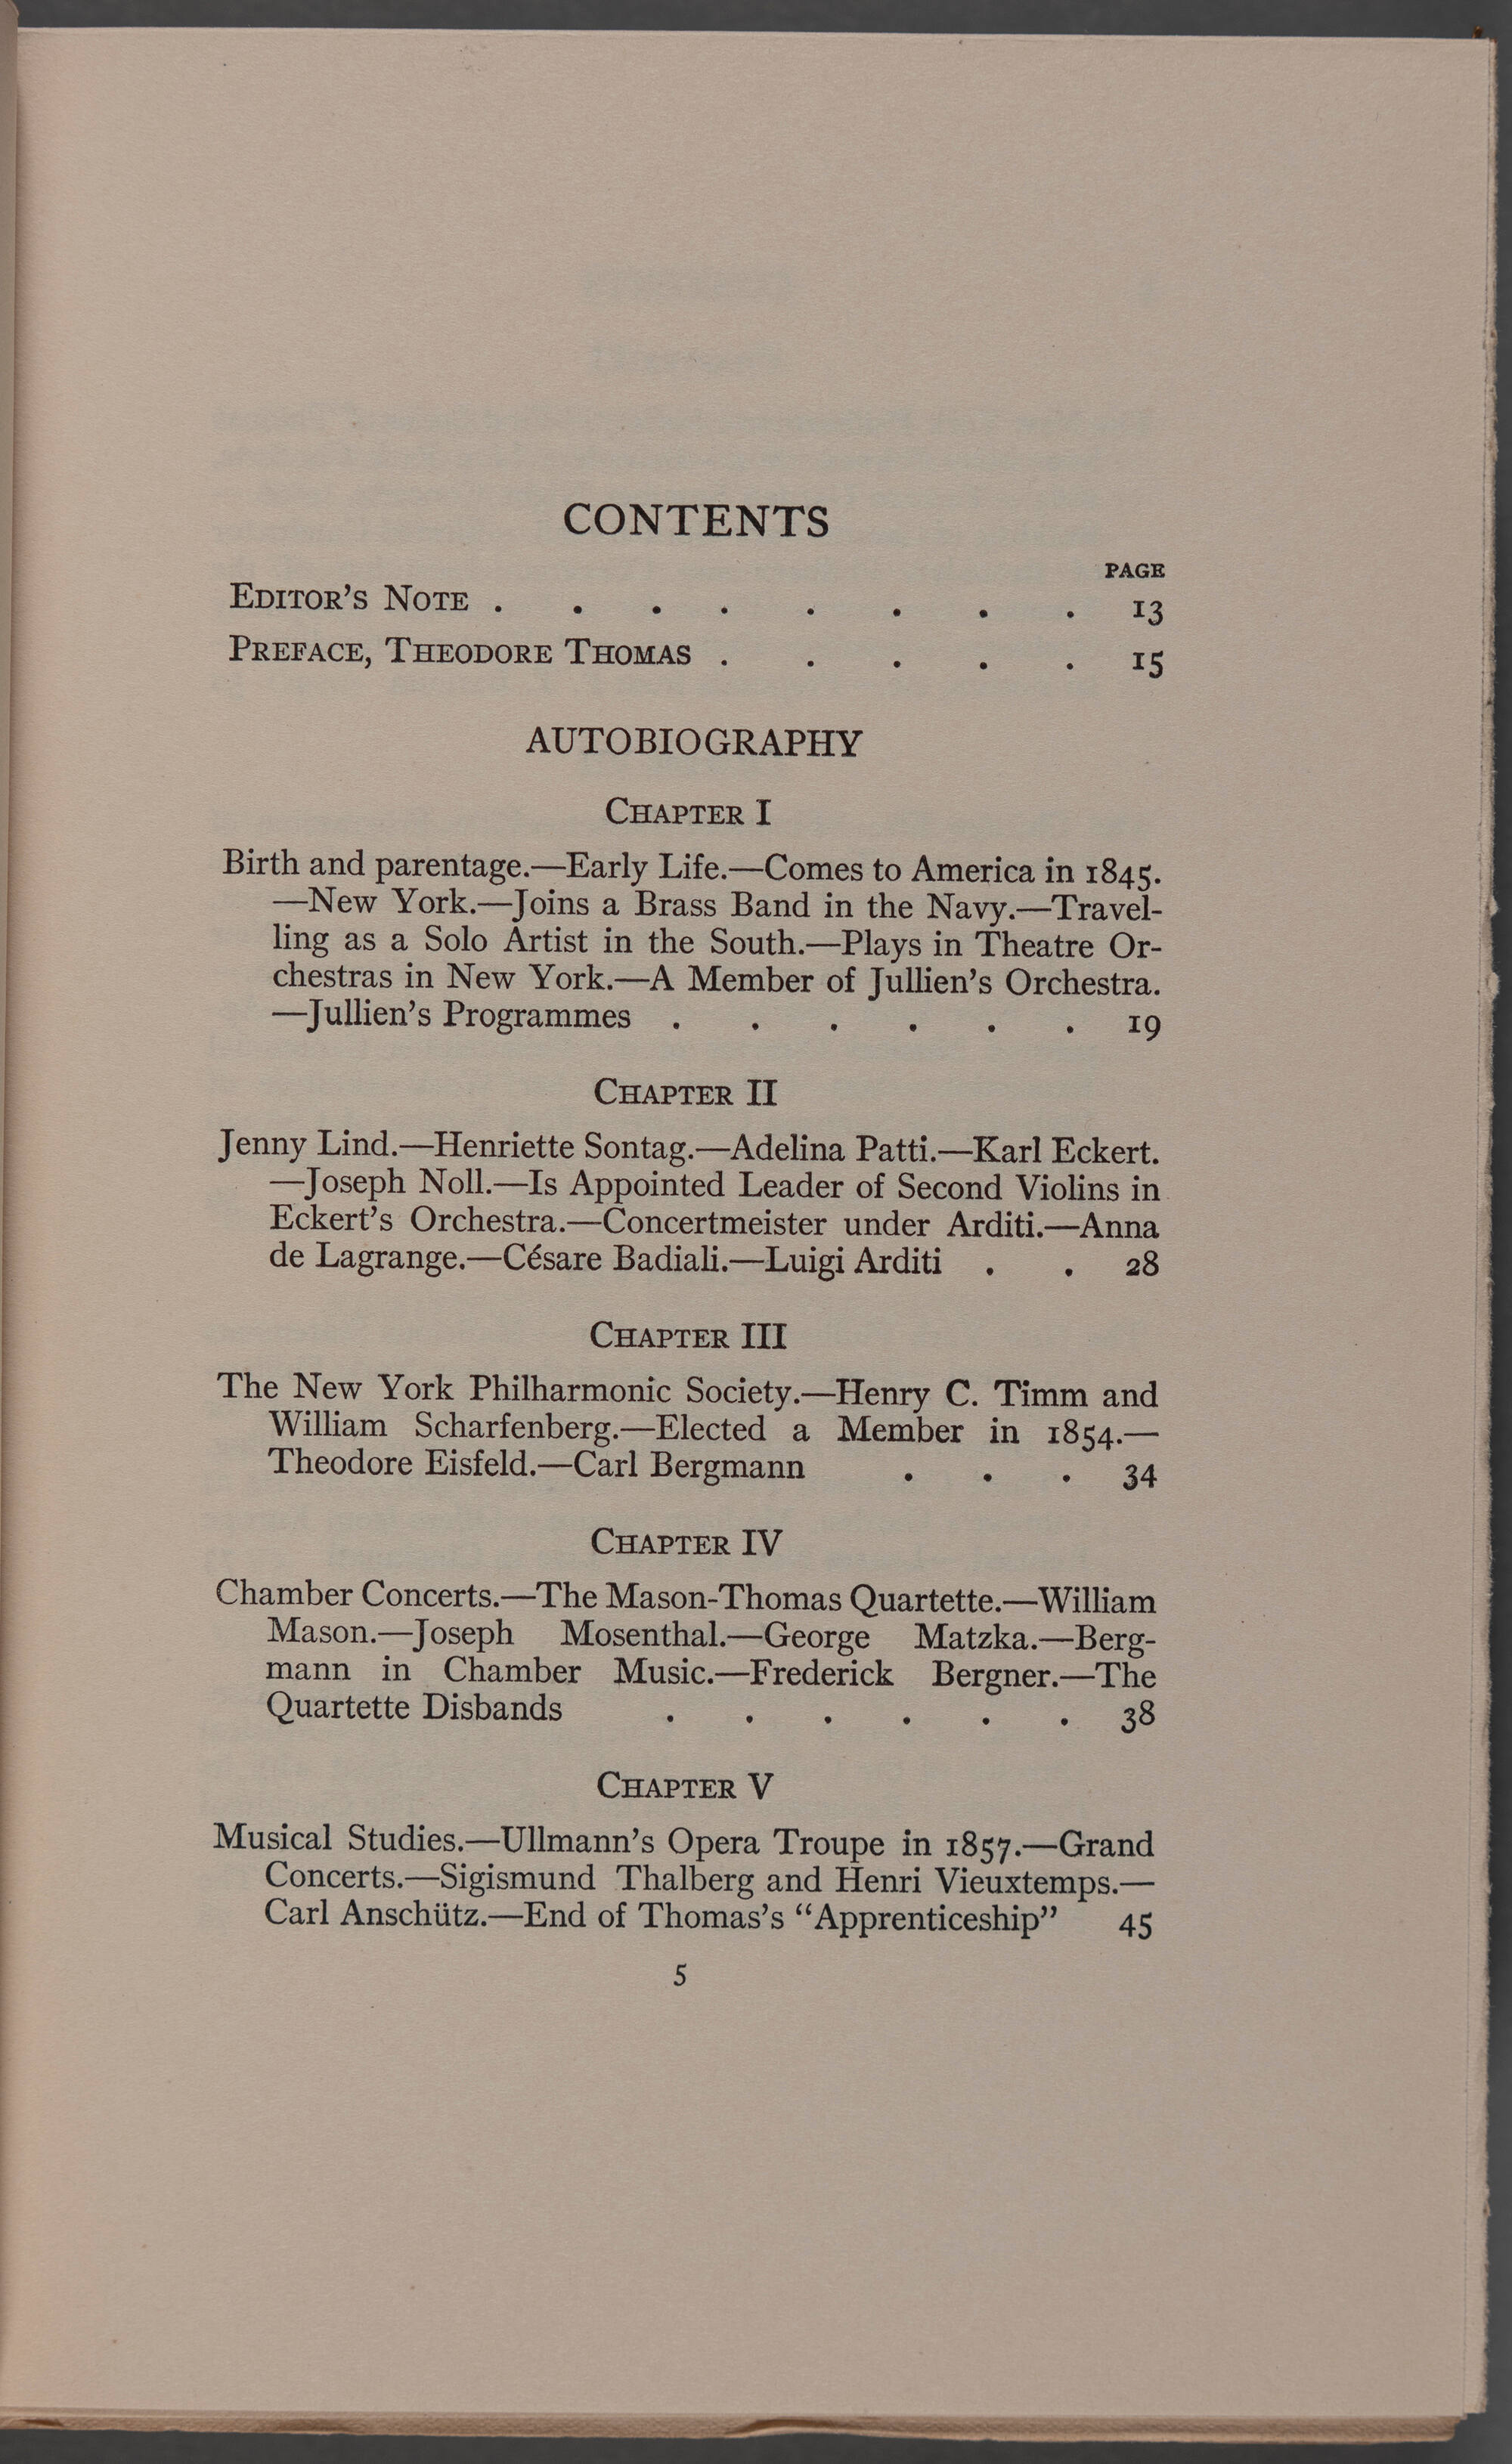 CONTENTS
PAGE
EDITOR'S NOTE . . . . . . . . 13
PREFACE, THEODORE THOMAS . . . . . 15
AUTOBIOGRAPHY
CHAPTER I
Birth and parentage.—Early Life.—Comes to America in 1845.
—New York.—Joins a Brass Band in the Navy.—Travel-
ling as a Solo Artist in the South.—Plays in Theatre Or-
chestras in New York.—A Member of Jullien's Orchestra.
—Jullien's Programmes . . . . . . 19
CHAPTER II
Jenny Lind.—Henriette Sontag.—Adelina Patti.—Karl Eckert.
—Joseph Noll.—Is Appointed Leader of Second Violins in
Eckert's Orchestra.—Concertmeister under Arditi.—Anna
de Lagrange.—Césare Badiali.—Luigi Arditi . . 28
CHAPTER III
The New York Philharmonic Society.—Henry C. Timm and
William Scharfenberg.—Elected a Member in 1854.—
Theodore Eisfeld.—Carl Bergmann . . . 34
CHAPTER IV
Chamber Concerts.—The Mason-Thomas Quartette.—William
Mason.—Joseph Mosenthal.—George Matzka.—Berg-
mann in Chamber Music.—Frederick Bergner.—The
Quartette Disbands . . . . . . 38
CHAPTER V
Musical Studies.—Ullmann's Opera Troupe in 1857.—Grand
Concerts.—Sigismund Thalberg and Henri Vieuxtemps.—
Carl Anschütz.—End of Thomas's "Apprenticeship" 45
5